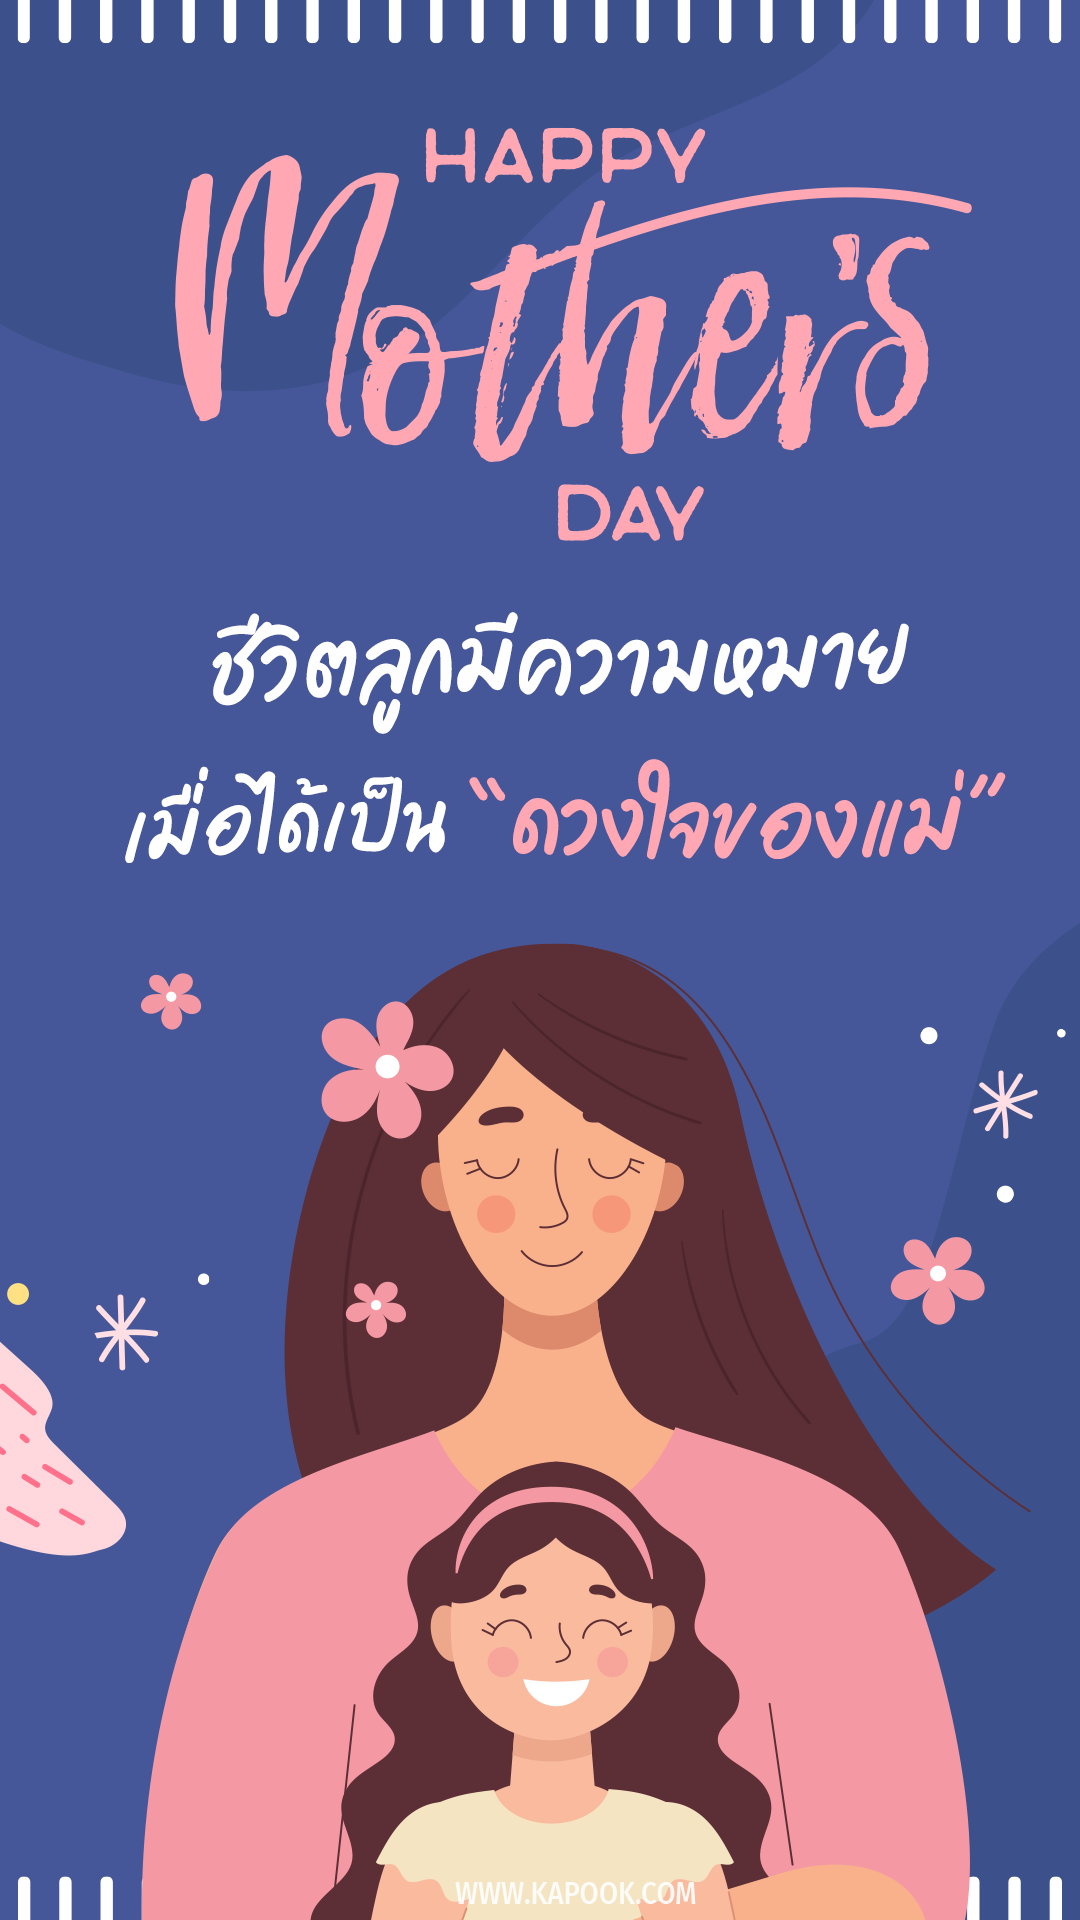 HAPPY
Mother's
DAY
ชีวิตลูกมีความหมาย
เมื่อได้เป็น “ดวงใจของแม่”
WWW.KAPOOK.COM